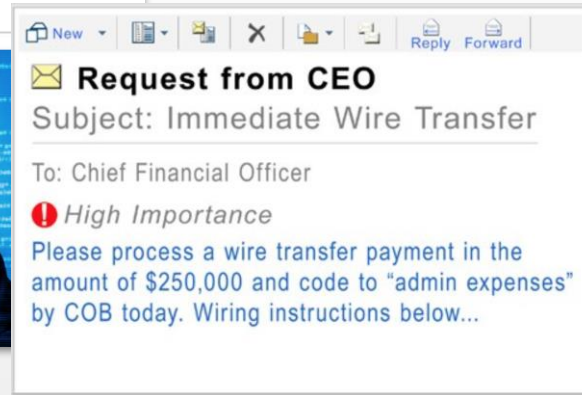 New
Reply Forward
Request from CEO
Subject: Immediate Wire Transfer
To: Chief Financial Officer
High Importance
Please process a wire transfer payment in the
amount of $250,000 and code to “admin expenses”
by COB today. Wiring instructions below...